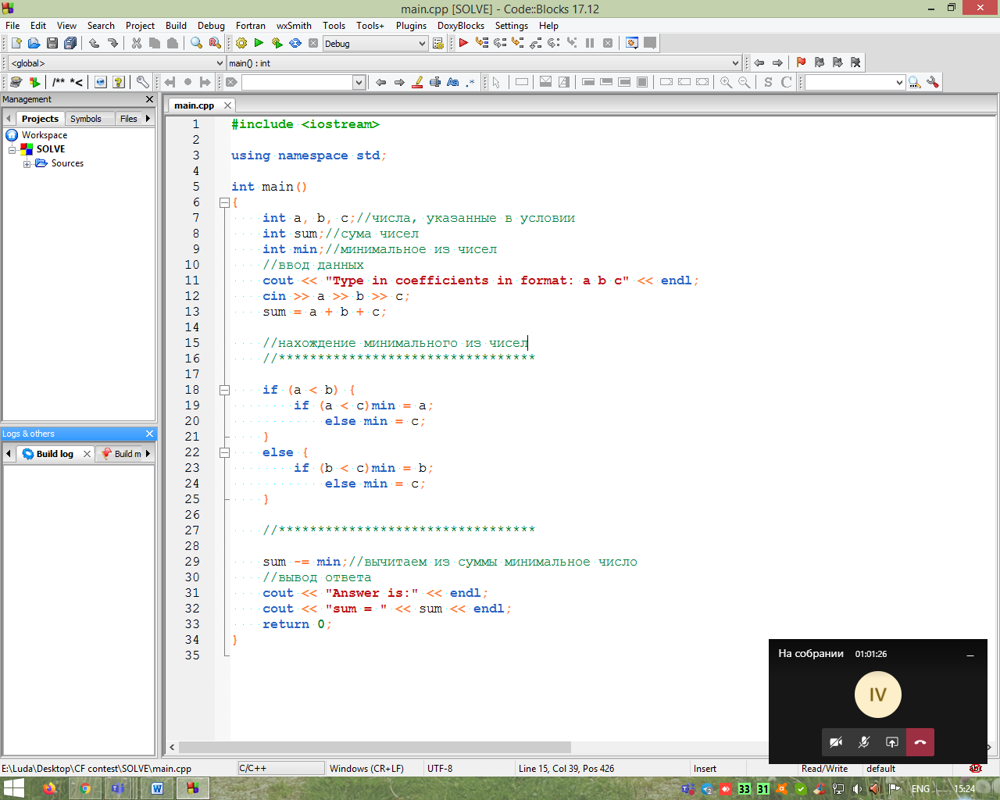 main.cpp [SOLVE] - Code::Blocks 17.12
File Edit View Search Project Build Debug Fortran wxSmith Tools Tools+ Plugins DoxyBlocks Settings Help
Debug
<global> main() : int
/** *<
Aa .*
S C
Management
Projects Symbols Files
Workspace
SOLVE
Sources
Logs & others
Build log Build m
main.cpp
1 #include <iostream>
2
3 using namespace std;
4
5 int main()
6 {
7 int a, b, c;//числа, указанные в условии
8 int sum;//сума чисел
9 int min;//минимальное из чисел
10 //ввод данных
11 cout << "Type in coefficients in format: a b c" << endl;
12 cin >> a >> b >> c;
13 sum = a + b + c;
14
15 //нахождение минимального из чисел
16 //*********************************
17
18 if (a < b) {
19 if (a < c)min = a;
20 else min = c;
21 }
22 else {
23 if (b < c)min = b;
24 else min = c;
25 }
26
27 //*********************************
28
29 sum -= min;//вычитаем из суммы минимальное число
30 //вывод ответа
31 cout << "Answer is:" << endl;
32 cout << "sum = " << sum << endl;
33 return 0;
34 }
35
На собрании 01:01:26
IV
E:\Luda\Desktop\CF contest\SOLVE\main.cpp C/C++ Windows (CR+LF) UTF-8 Line 15, Col 39, Pos 426 Insert Read/Write default
33 31 ENG 15:24